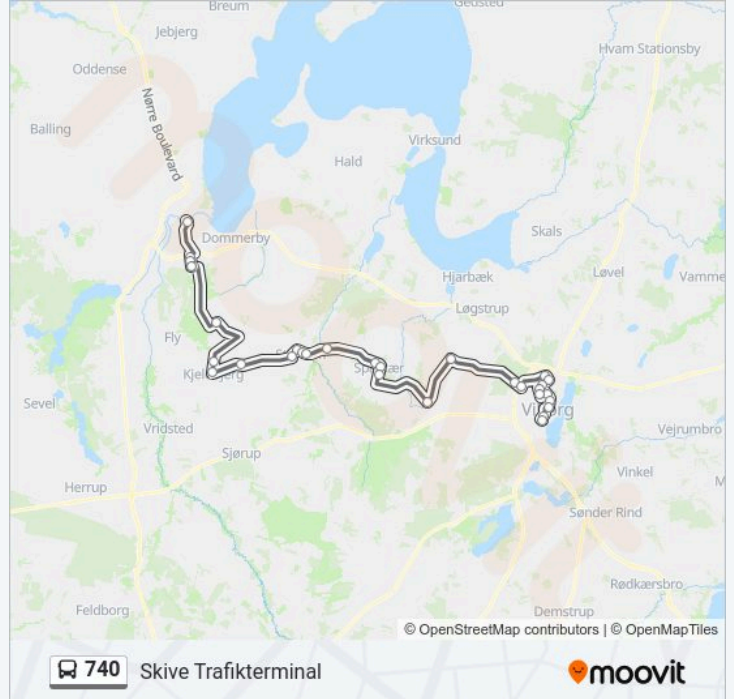 Breum
Gedsted
Jebjerg
Hvam Stationsby
Oddense
Nørre Boulevard
Balling
Virksund
Hald
Skals
Dommerby
Løvel
Hjarbæk
Vamme
Løgstrup
Fly
Kjeldbjerg
Sevel
Viborg
Vridsted
Vejrumbro
Sjørup
Vinkel
M
Herrup
Sønder Rind
Rødkærsbro
Feldborg
Demstrup
© OpenStreetMap contributors | © OpenMapTiles
740 Skive Trafikterminal
moovit